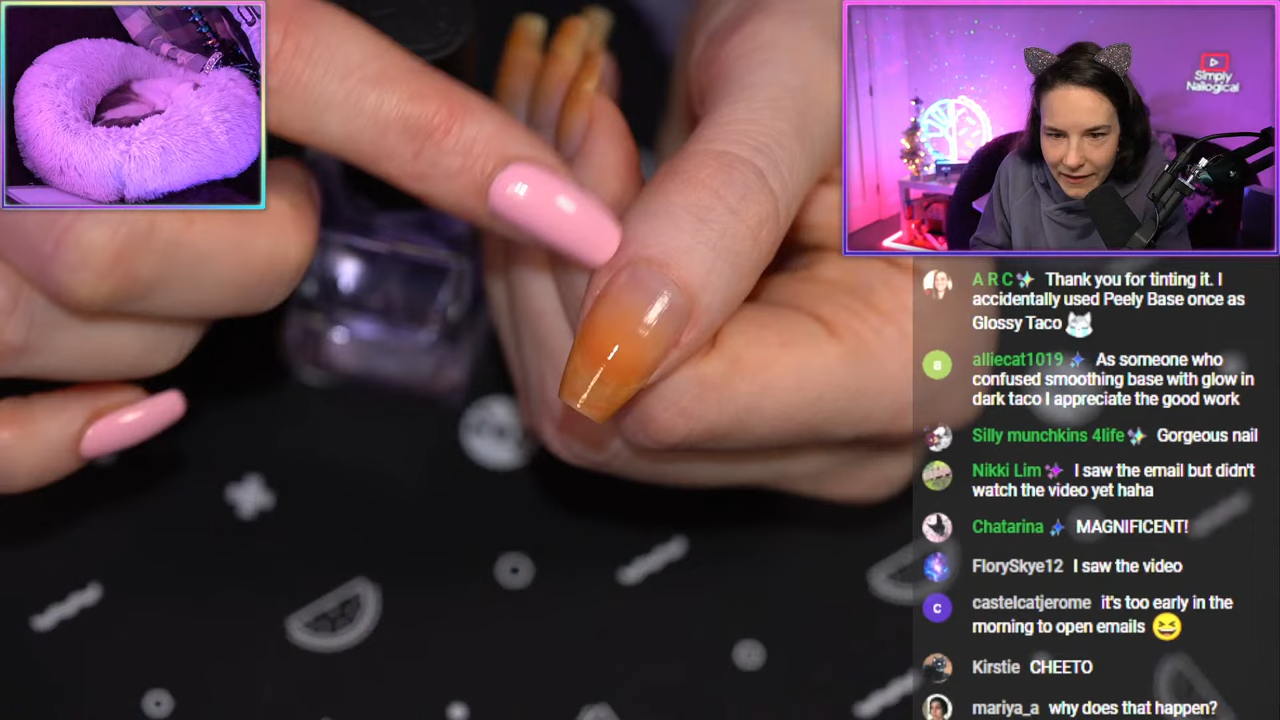 Simply
Nailogical
A R C Thank you for tinting it. I
accidentally used Peely Base once as
Glossy Taco
alliecat1019 As someone who
confused smoothing base with glow in
dark taco I appreciate the good work
Silly munchkins 4life Gorgeous nail
Nikki Lim I saw the email but didn't
watch the video yet haha
Chatarina MAGNIFICENT!
FlorySkye12 I saw the video
c
castelcatjerome it's too early in the
morning to open emails
Kirstie CHEETO
mariya_a why does that happen?